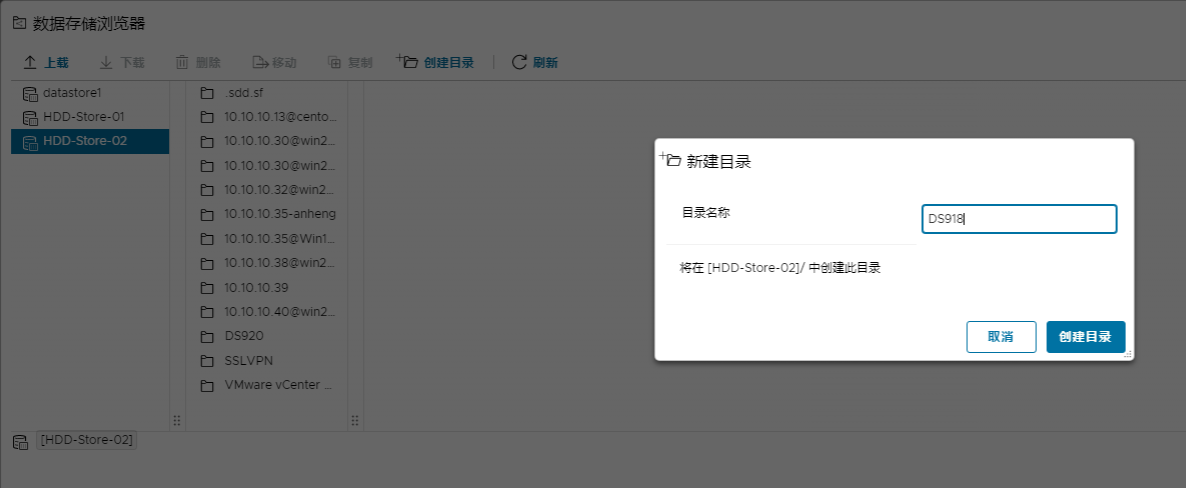 数据存储浏览器
上载 下载 删除 移动 复制 创建目录 刷新
datastore1
HDD-Store-01
HDD-Store-02
.sdd.sf
10.10.10.13@cento...
10.10.10.30@win2...
10.10.10.30@win2...
10.10.10.32@win2...
10.10.10.35-anheng
10.10.10.35@Win1...
10.10.10.38@win2...
10.10.10.39
10.10.10.40@win2...
DS920
SSLVPN
VMware vCenter ...
新建目录
目录名称
DS918
将在 [HDD-Store-02]/ 中创建此目录
取消 创建目录
[HDD-Store-02]